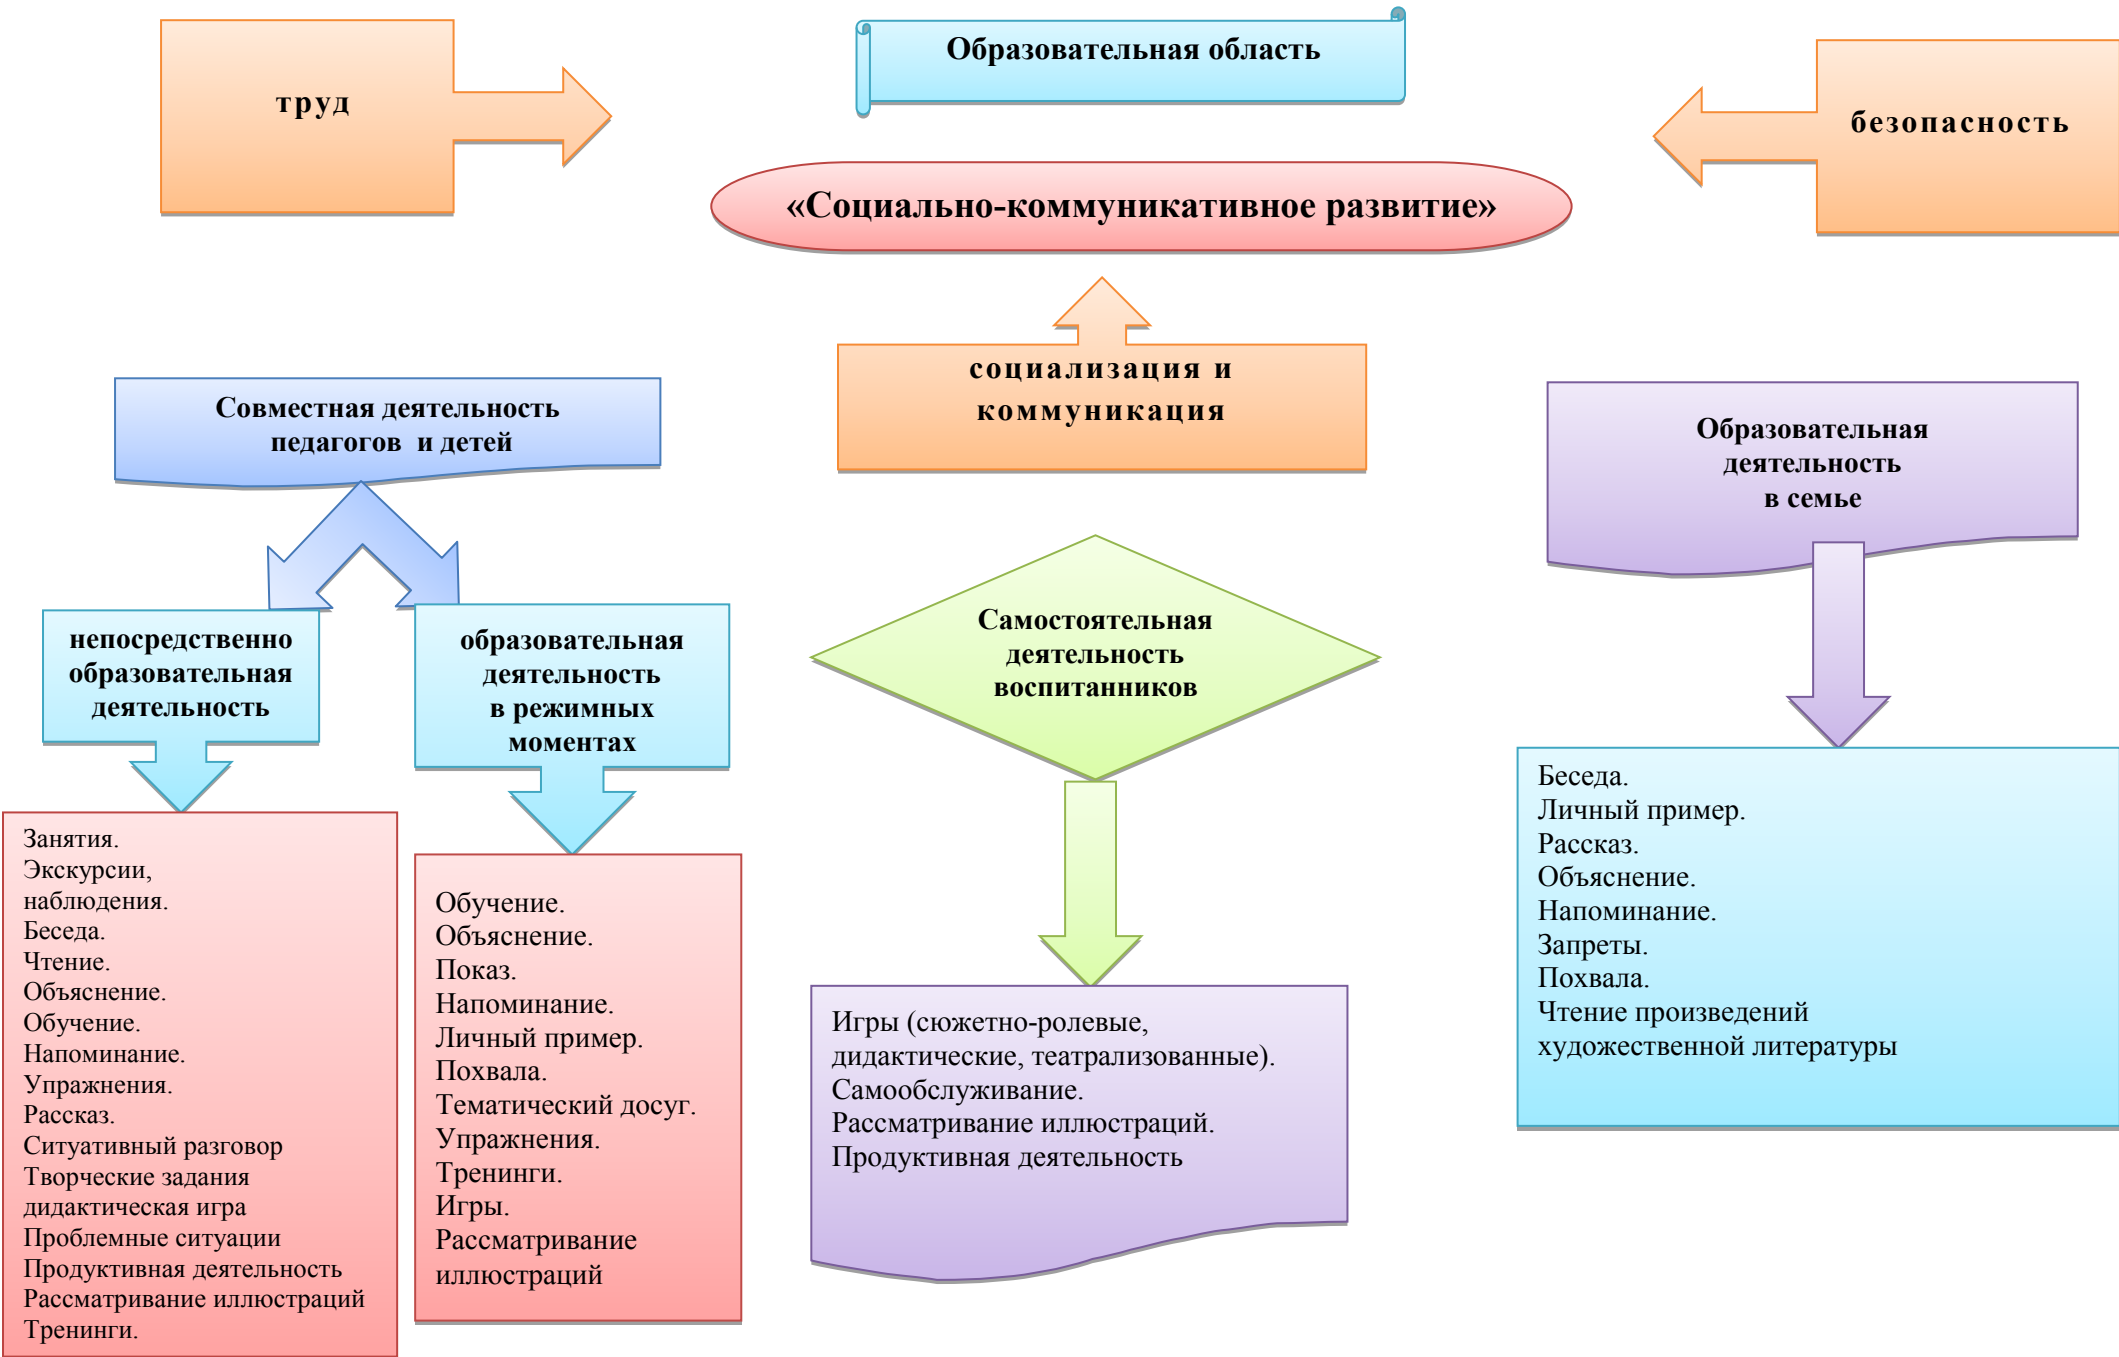 труд
Образовательная область
безопасность
«Социально-коммуникативное развитие»
социализация и
коммуникация
Совместная деятельность
педагогов и детей
Образовательная
деятельность
в семье
непосредственно
образовательная
деятельность
образовательная
деятельность
в режимных
моментах
Самостоятельная
деятельность
воспитанников
Занятия.
Экскурсии,
наблюдения.
Беседа.
Чтение.
Объяснение.
Обучение.
Напоминание.
Упражнения.
Рассказ.
Ситуативный разговор
Творческие задания
дидактическая игра
Проблемные ситуации
Продуктивная деятельность
Рассматривание иллюстраций
Тренинги.
Обучение.
Объяснение.
Показ.
Напоминание.
Личный пример.
Похвала.
Тематический досуг.
Упражнения.
Тренинги.
Игры.
Рассматривание
иллюстраций
Игры (сюжетно-ролевые,
дидактические, театрализованные).
Самообслуживание.
Рассматривание иллюстраций.
Продуктивная деятельность
Беседа.
Личный пример.
Рассказ.
Объяснение.
Напоминание.
Запреты.
Похвала.
Чтение произведений
художественной литературы